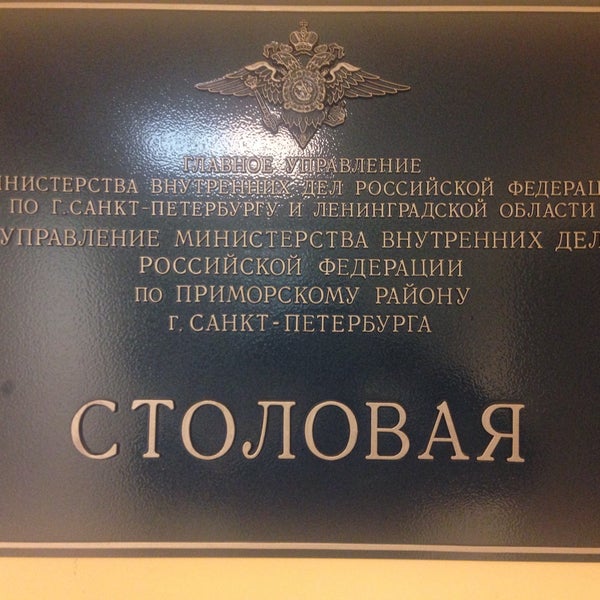 ГЛАВНОЕ УПРАВЛЕНИЕ
ИНИСТЕРСТВА ВНУТРЕННИХ ДЕЛ РОССИЙСКОЙ ФЕДЕРАЦ
ПО Г.САНКТ-ПЕТЕРБУРГУ И ЛЕНИНГРАДСКОЙ ОБЛАСТИ
УПРАВЛЕНИЕ МИНИСТЕРСТВА ВНУТРЕННИХ ДЕЛ
РОССИЙСКОЙ ФЕДЕРАЦИИ
ПО ПРИМОРСКОМУ РАЙОНУ
Г. САНКТ-ПЕТЕРБУРГА
СТОЛОВАЯ